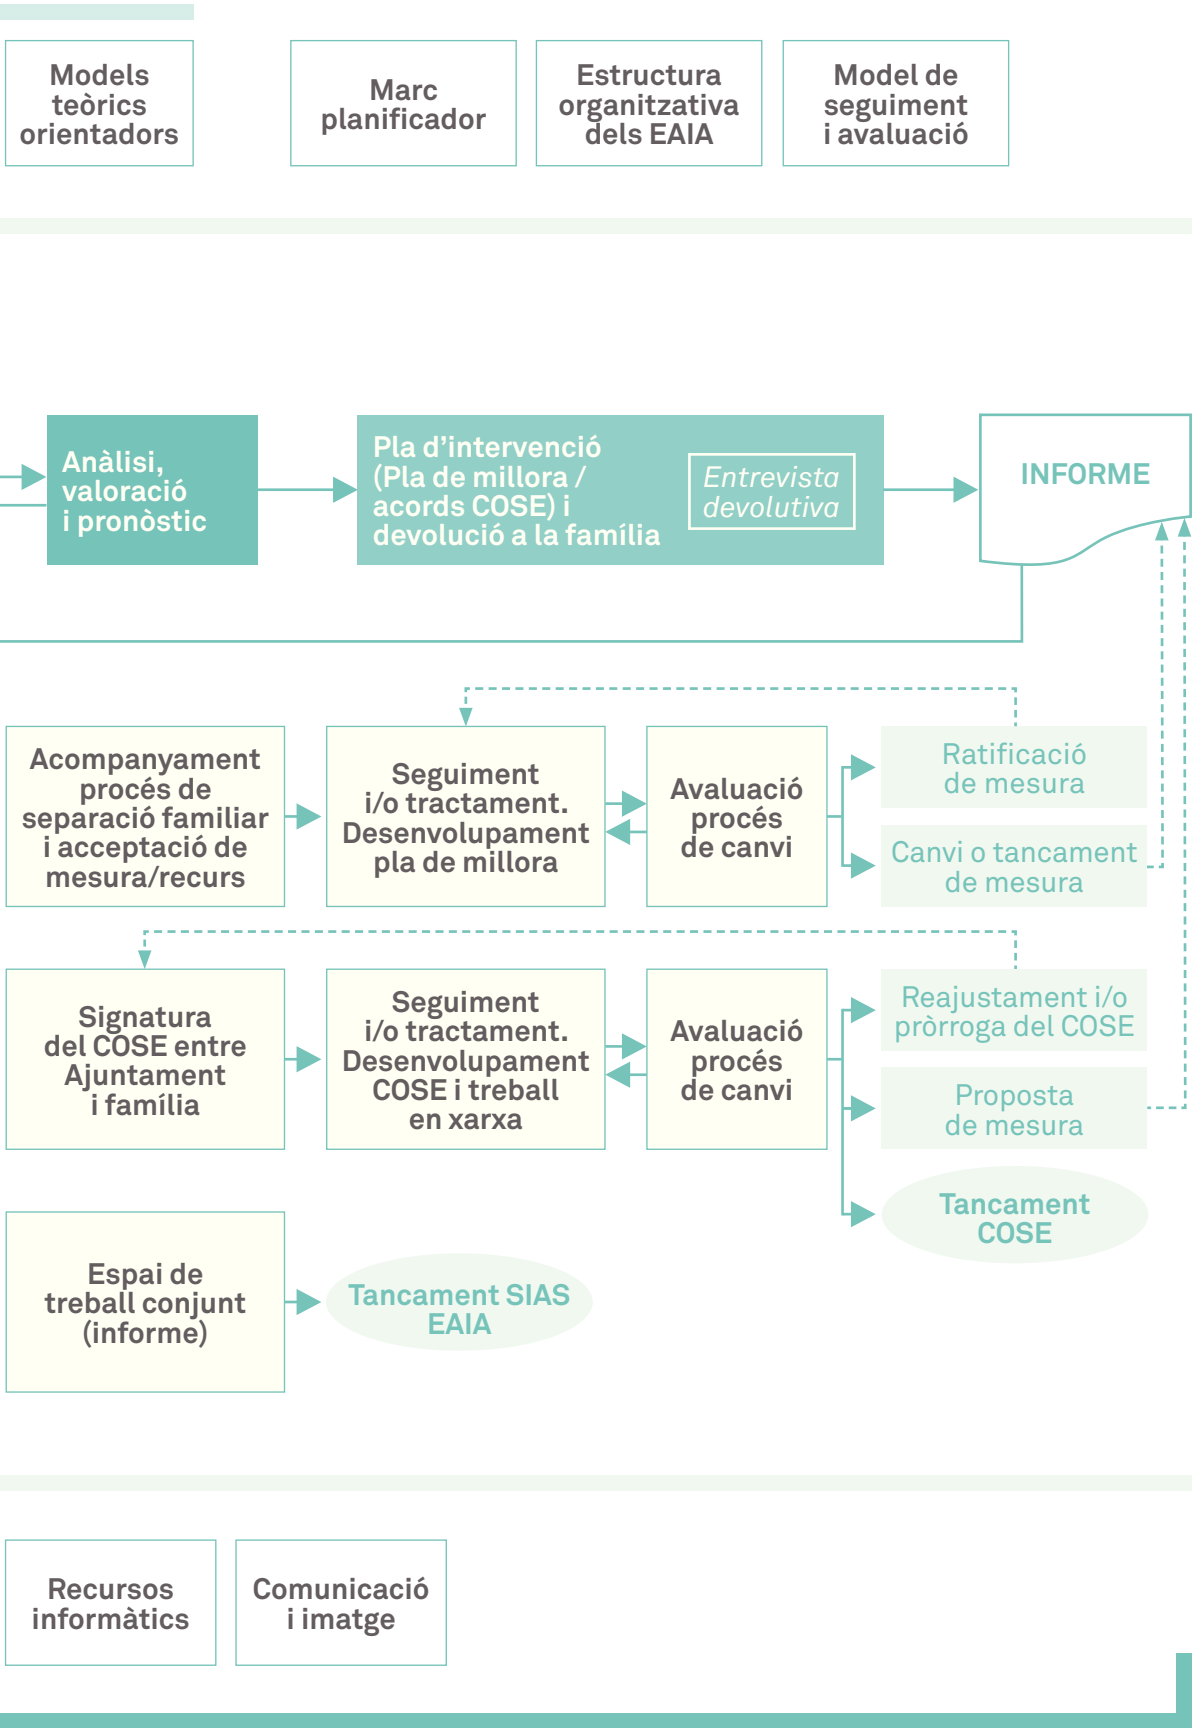 Models
teòrics
orientadors
Marc
planificador
Estructura
organitzativa
dels EAIA
Model de
seguiment
i avaluació
Anàlisi,
valoració
i pronòstic
Pla d’intervenció
(Pla de millora /
acords COSE) i
devolució a la família
Entrevista
devolutiva
INFORME
Acompanyament
procés de
separació familiar
i acceptació de
mesura/recurs
Seguiment
i/o tractament.
Desenvolupament
pla de millora
Avaluació
procés
de canvi
Ratificació
de mesura
Canvi o tancament
de mesura
Signatura
del COSE entre
Ajuntament
i família
Seguiment
i/o tractament.
Desenvolupament
COSE i treball
en xarxa
Avaluació
procés
de canvi
Reajustament i/o
pròrroga del COSE
Proposta
de mesura
Tancament
COSE
Espai de
treball conjunt
(informe)
Tancament SIAS
EAIA
Recursos
informàtics
Comunicació
i imatge